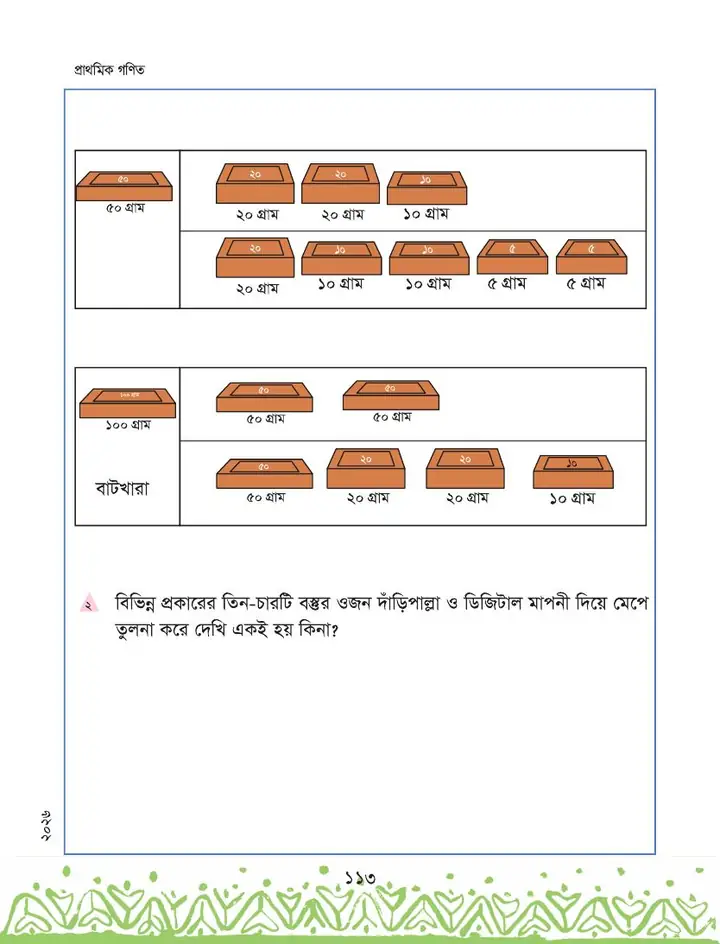 প্রাথমিক গণিত
৫০
২০ ২০ ১০
৫০ গ্রাম
২০ গ্রাম ২০ গ্রাম ১০ গ্রাম
২০ ১০ ১০ ৫ ৫
২০ গ্রাম ১০ গ্রাম ১০ গ্রাম ৫ গ্রাম ৫ গ্রাম
১০০ গ্রাম
৫০ ৫০
১০০ গ্রাম
৫০ গ্রাম ৫০ গ্রাম
৫০ ২০ ২০ ১০
বাটখারা
৫০ গ্রাম ২০ গ্রাম ২০ গ্রাম ১০ গ্রাম
২ বিভিন্ন প্রকারের তিন-চারটি বস্তুর ওজন দাঁড়িপাল্লা ও ডিজিটাল মাপনী দিয়ে মেপে
তুলনা করে দেখি একই হয় কিনা?
২০২৬
১১৩